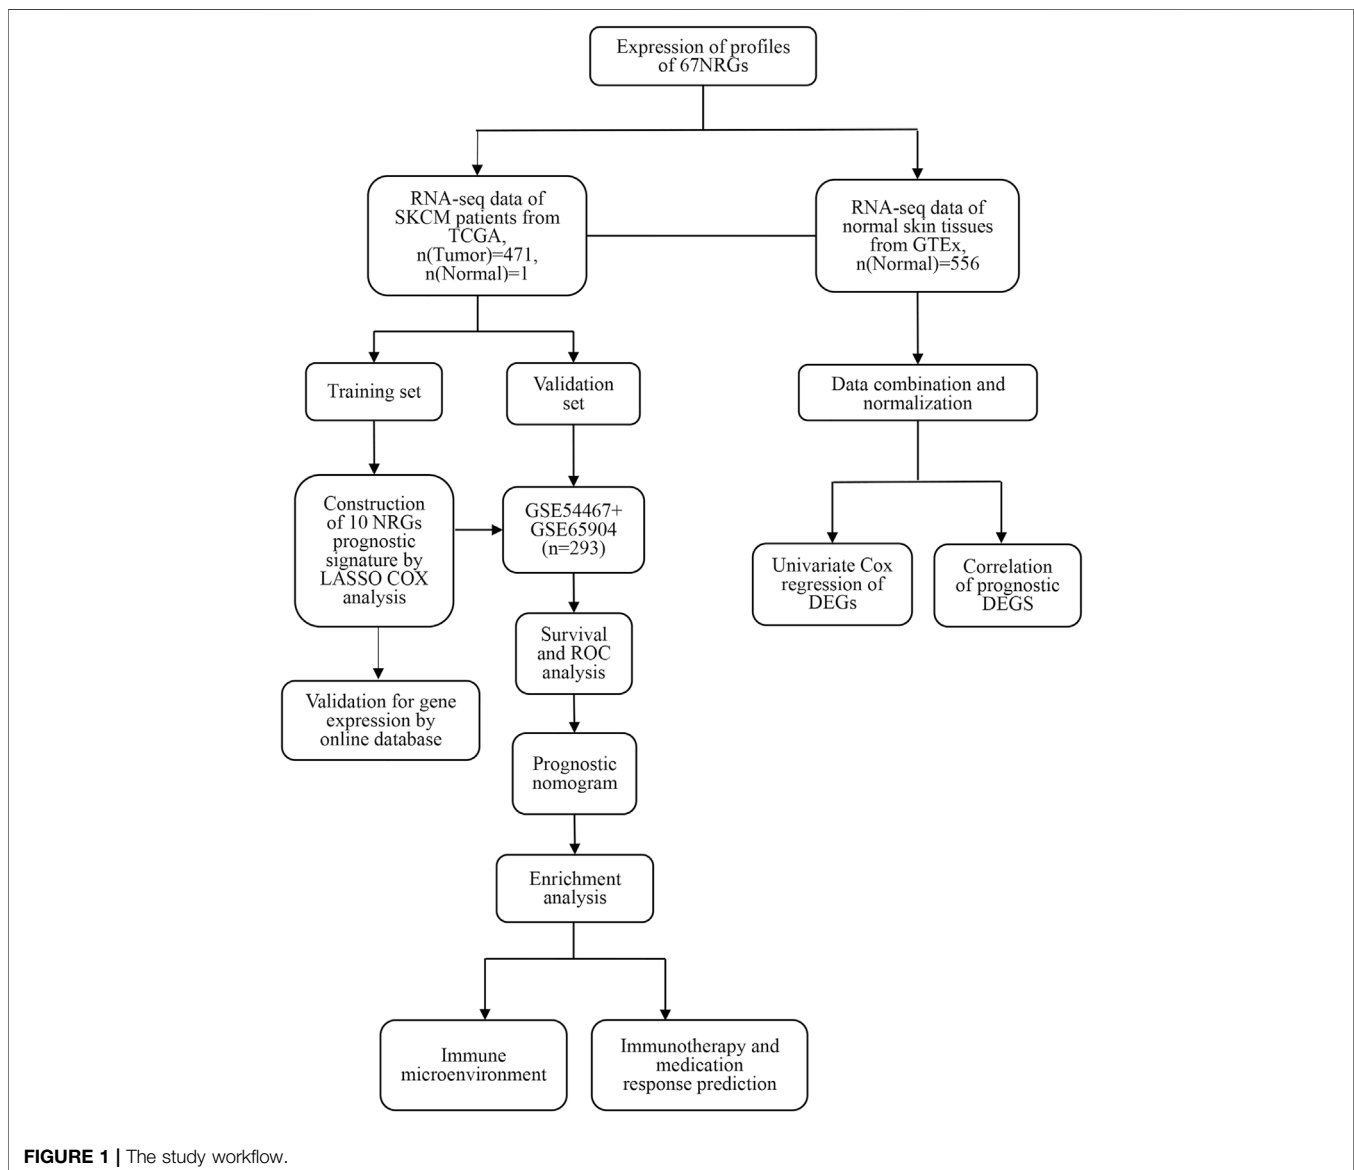 Expression of profiles
of 67NRGs
RNA-seq data of
SKCM patients from
TCGA,
n(Tumor)=471,
n(Normal)=1
RNA-seq data of
normal skin tissues
from GTEx,
n(Normal)=556
Training set
Validation
set
Data combination and
normalization
Construction
of 10 NRGs
prognostic
signature by
LASSO COX
analysis
GSE54467+
GSE65904
(n=293)
Univariate Cox
regression of
DEGs
Correlation
of prognostic
DEGS
Survival
and ROC
analysis
Validation for gene
expression by
online database
Prognostic
nomogram
Enrichment
analysis
Immune
microenvironment
Immunotherapy and
medication
response prediction
FIGURE 1 | The study workflow.